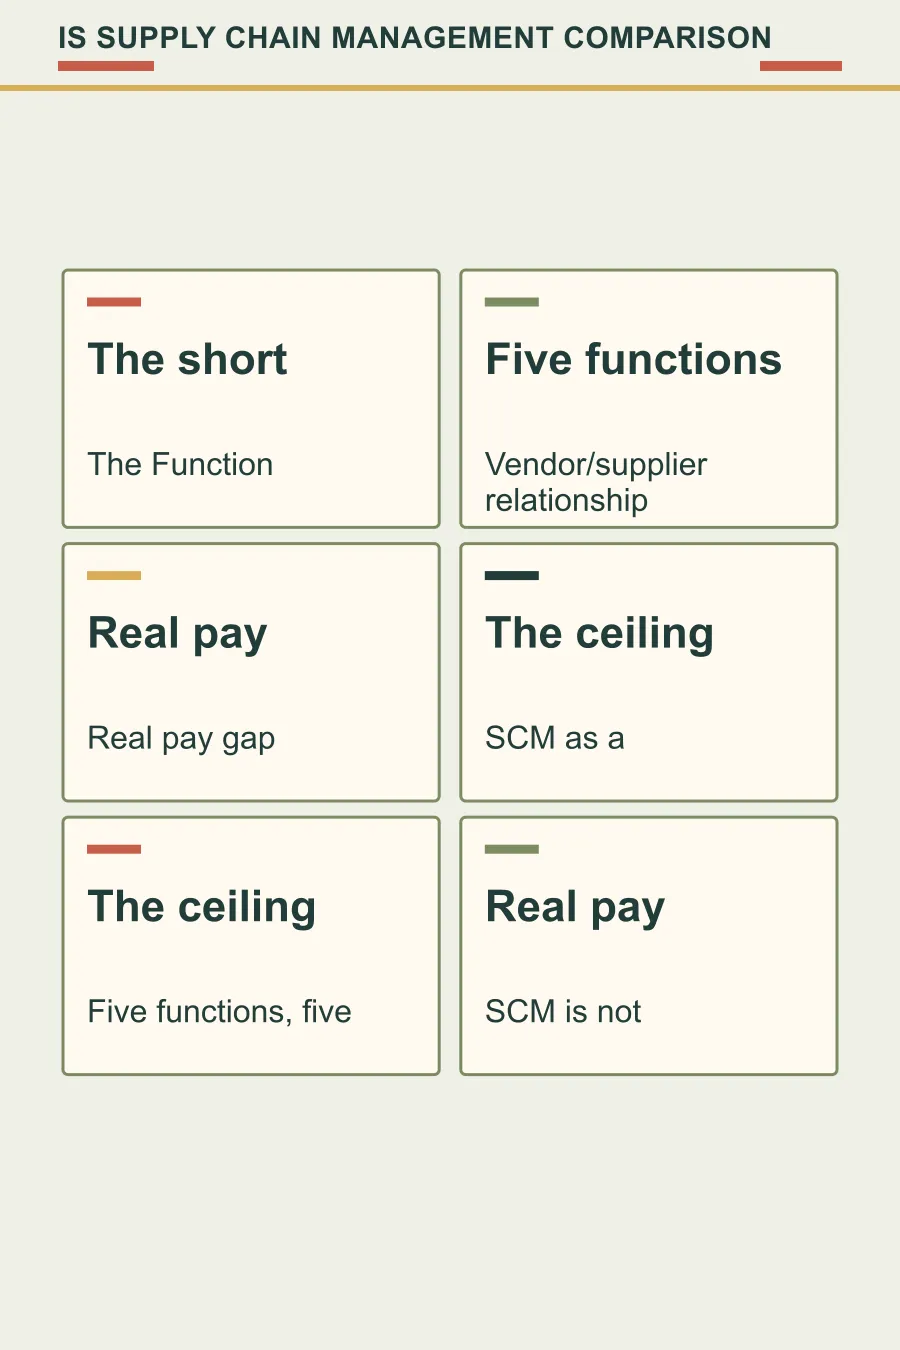 IS SUPPLY CHAIN MANAGEMENT COMPARISON
The short
The Function
Five functions
Vendor/supplier
relationship
Real pay
Real pay gap
The ceiling
SCM as a
The ceiling
Five functions, five
Real pay
SCM is not